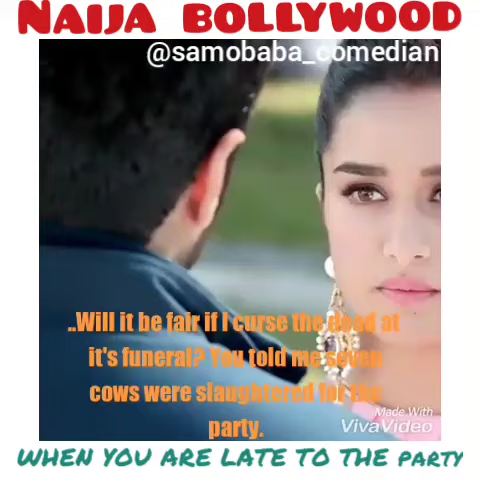 NAIJA BOLLYWOOD
@samobaba_comedian
..Will it be fair if I curse the dead at
it's funeral? You told me seven
cows were slaughtered for the
party.
Made With
VivaVideo
WHEN YOU ARE LATE TO THE PARTY